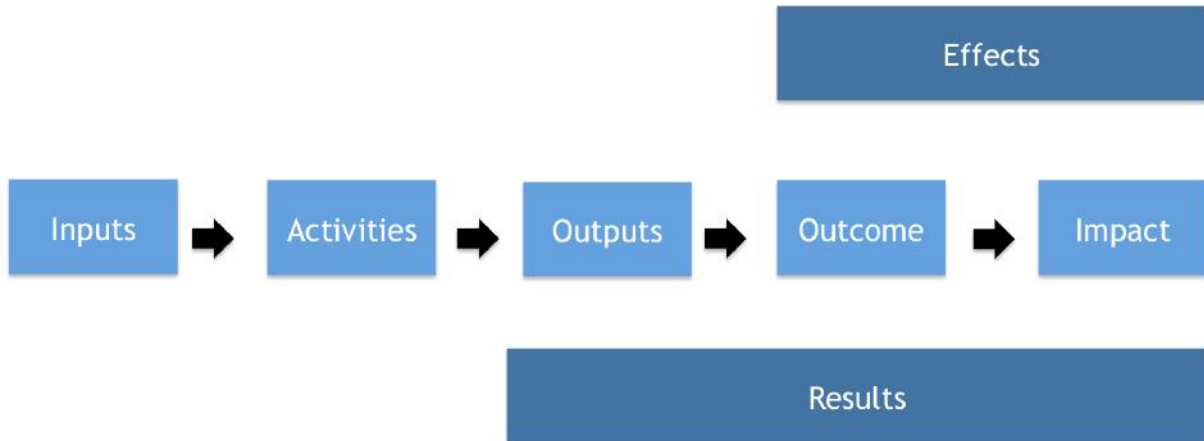 Effects
Inputs
Activities
Outputs
Outcome
Impact
Results